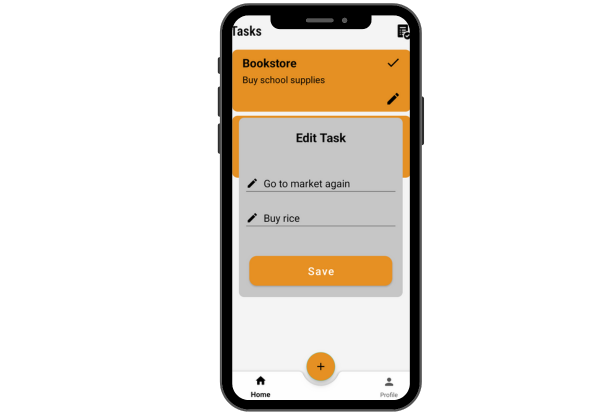 Tasks
Bookstore
Buy school supplies
Edit Task
Go to market again
Buy rice
Save
+
Home
Profile